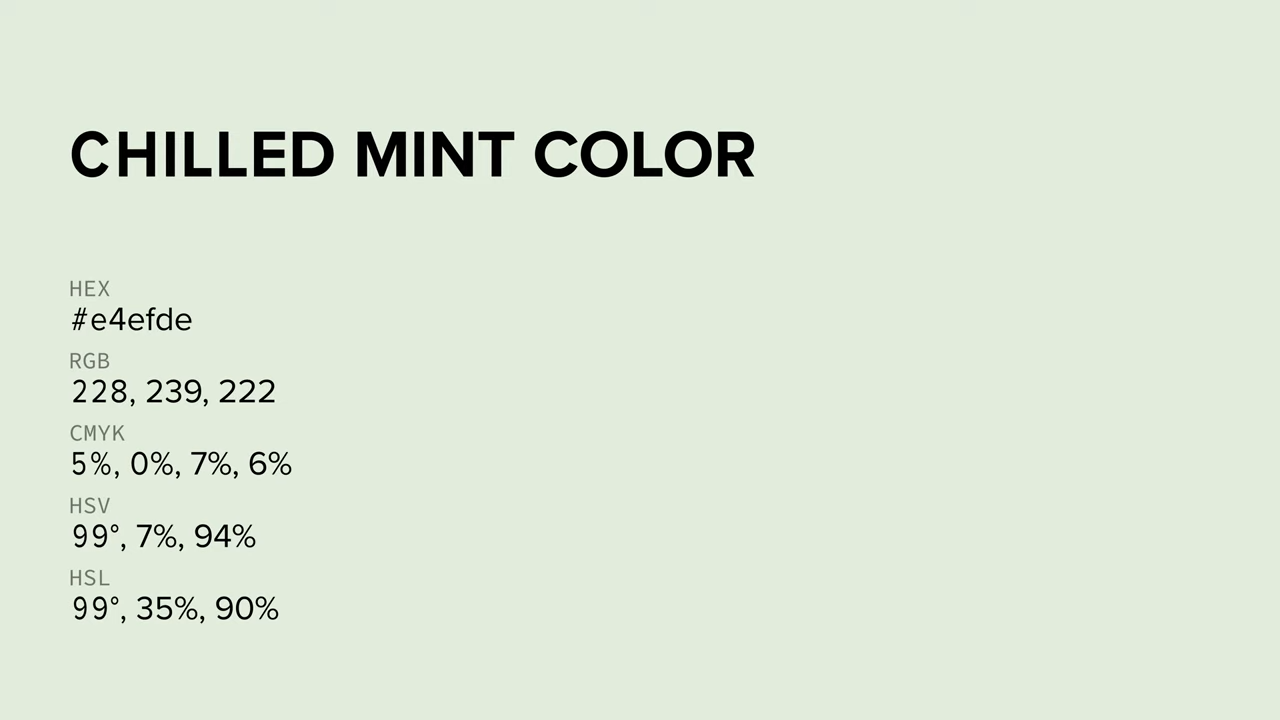 CHILLED MINT COLOR
HEX
#e4efde
RGB
228, 239, 222
CMYK
5%, 0%, 7%, 6%
HSV
99°, 7%, 94%
HSL
99°, 35%, 90%